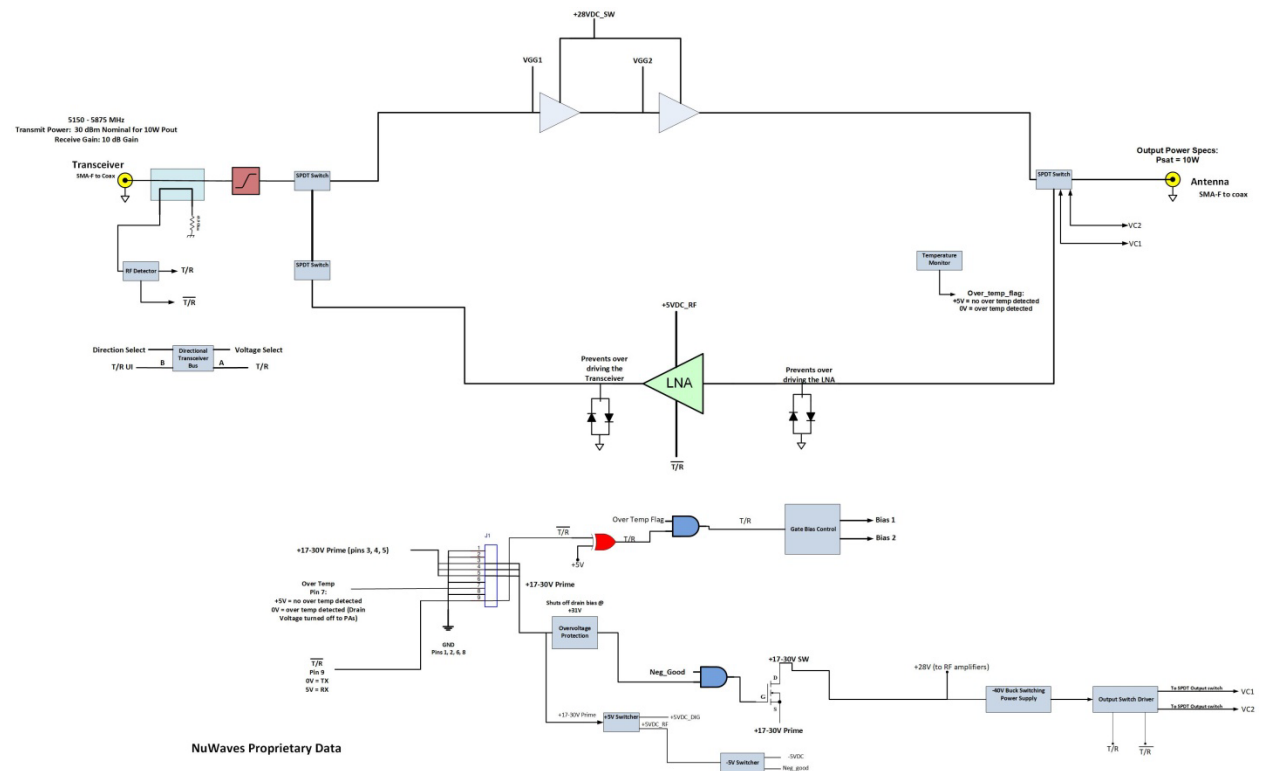 +28VDC_SW
VGG1
VGG2
5150 - 5875 MHz
Transmit Power: 30 dBm Nominal for 10W Pout
Receive Gain: 10 dB Gain
Transceiver
SMA-F to Coax
SPDT Switch
SPDT Switch
Output Power Specs:
Psat = 10W
Antenna
SMA-F to coax
VC2
VC1
RF Detector
T/R
T/R
SPDT Switch
Temperature
Monitor
Over_temp_flag:
+5V = no over temp detected
0V = over temp detected
+5VDC_RF
Direction Select
Directional
Transceiver
Bus
Voltage Select
T/R UI
B
A
T/R
Prevents over
driving the
Transceiver
LNA
Prevents over
driving the LNA
T/R
Over Temp Flag
T/R
T/R
+5V
T/R
Gate Bias Control
Bias 1
Bias 2
J1
1
2
3
4
5
6
7
8
9
+17-30V Prime (pins 3, 4, 5)
+17-30V Prime
Over Temp
Pin 7:
+5V = no over temp detected
0V = over temp detected (Drain
Voltage turned off to PAs)
GND
Pins 1, 2, 6, 8
T/R
Pin 9
0V = TX
5V = RX
Shuts off drain bias @
+31V
Overvoltage
Protection
Neg_Good
+17-30V SW
D
G
S
+17-30V Prime
+28V (to RF amplifiers)
-40V Buck Switching
Power Supply
Output Switch Driver
To SPDT Output switch
VC1
To SPDT Output switch
VC2
T/R
T/R
+17-30V Prime
+5V Switcher
+5VDC_DIG
+5VDC_RF
-5V Switcher
-5VDC
Neg_good
NuWaves Proprietary Data